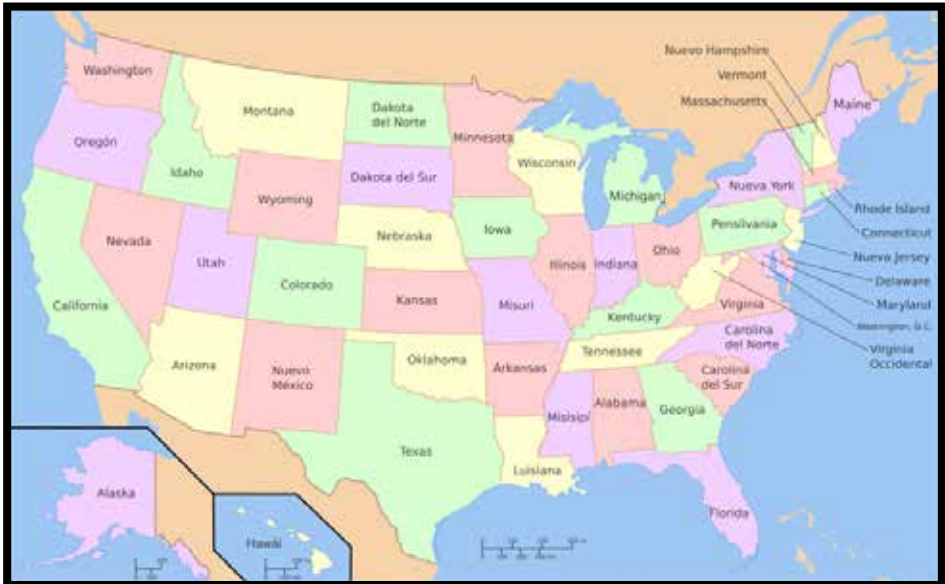 Nuevo Hampshire
Vermont
Massachusetts
Washington
Montana
Dakota
del Norte
Minnesota
Maine
Oregón
Idaho
Wisconsin
Dakota del Sur
Michigan
Nueva York
Wyoming
Rhode Island
Connecticut
Nueva Jersey
Delaware
Maryland
Washington, D.C.
Virginia
Occidental
Nevada
Utah
Nebraska
Iowa
Pensilvania
Illinois
Indiana
Ohio
California
Colorado
Kansas
Misuri
Kentucky
Virginia
Carolina
del Norte
Arizona
Nuevo
México
Oklahoma
Arkansas
Tennessee
Carolina
del Sur
Misisipí
Alabama
Georgia
Texas
Luisiana
Florida
Alaska
Hawái